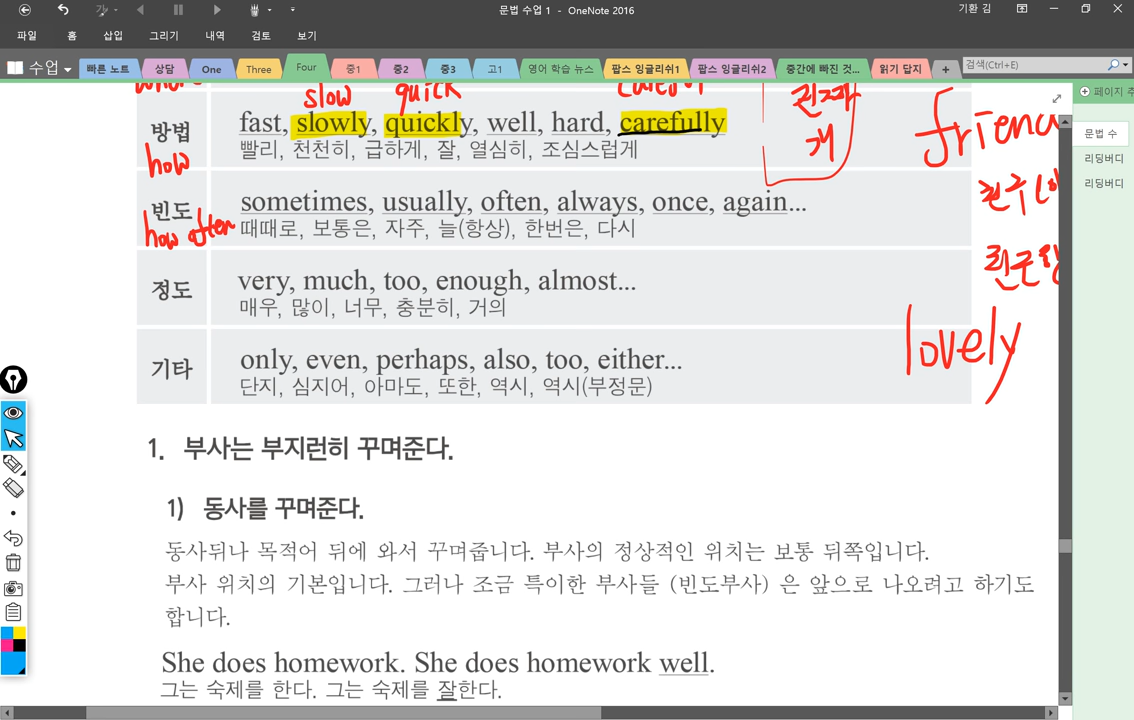 문법 수업 1 - OneNote 2016
기환 김
파일 홈 삽입 그리기 내역 검토 보기
수업 빠른 노트 상담 One Three Four 중1 중2 중3 고1 영어 학습 뉴스 팝스 잉글리쉬1 팝스 잉글리쉬2 중간에 빠진 것... 읽기 답지 + 검색(Ctrl+E)
페이지 추
문법 수
리딩버디
리딩버디
slow quick
방법 fast, slowly, quickly, well, hard, carefully
빨리, 천천히, 급하게, 잘, 열심히, 조심스럽게
how
빈도 sometimes, usually, often, always, once, again...
때때로, 보통은, 자주, 늘(항상), 한번은, 다시
how often
정도 very, much, too, enough, almost...
매우, 많이, 너무, 충분히, 거의
lovely
기타 only, even, perhaps, also, too, either...
단지, 심지어, 아마도, 또한, 역시, 역시(부정문)
1. 부사는 부지런히 꾸며준다.
1) 동사를 꾸며준다.
동사뒤나 목적어 뒤에 와서 꾸며줍니다. 부사의 정상적인 위치는 보통 뒤쪽입니다.
부사 위치의 기본입니다. 그러나 조금 특이한 부사들 (빈도부사) 은 앞으로 나오려고 하기도
합니다.
She does homework. She does homework well.
그는 숙제를 한다. 그는 숙제를 잘한다.